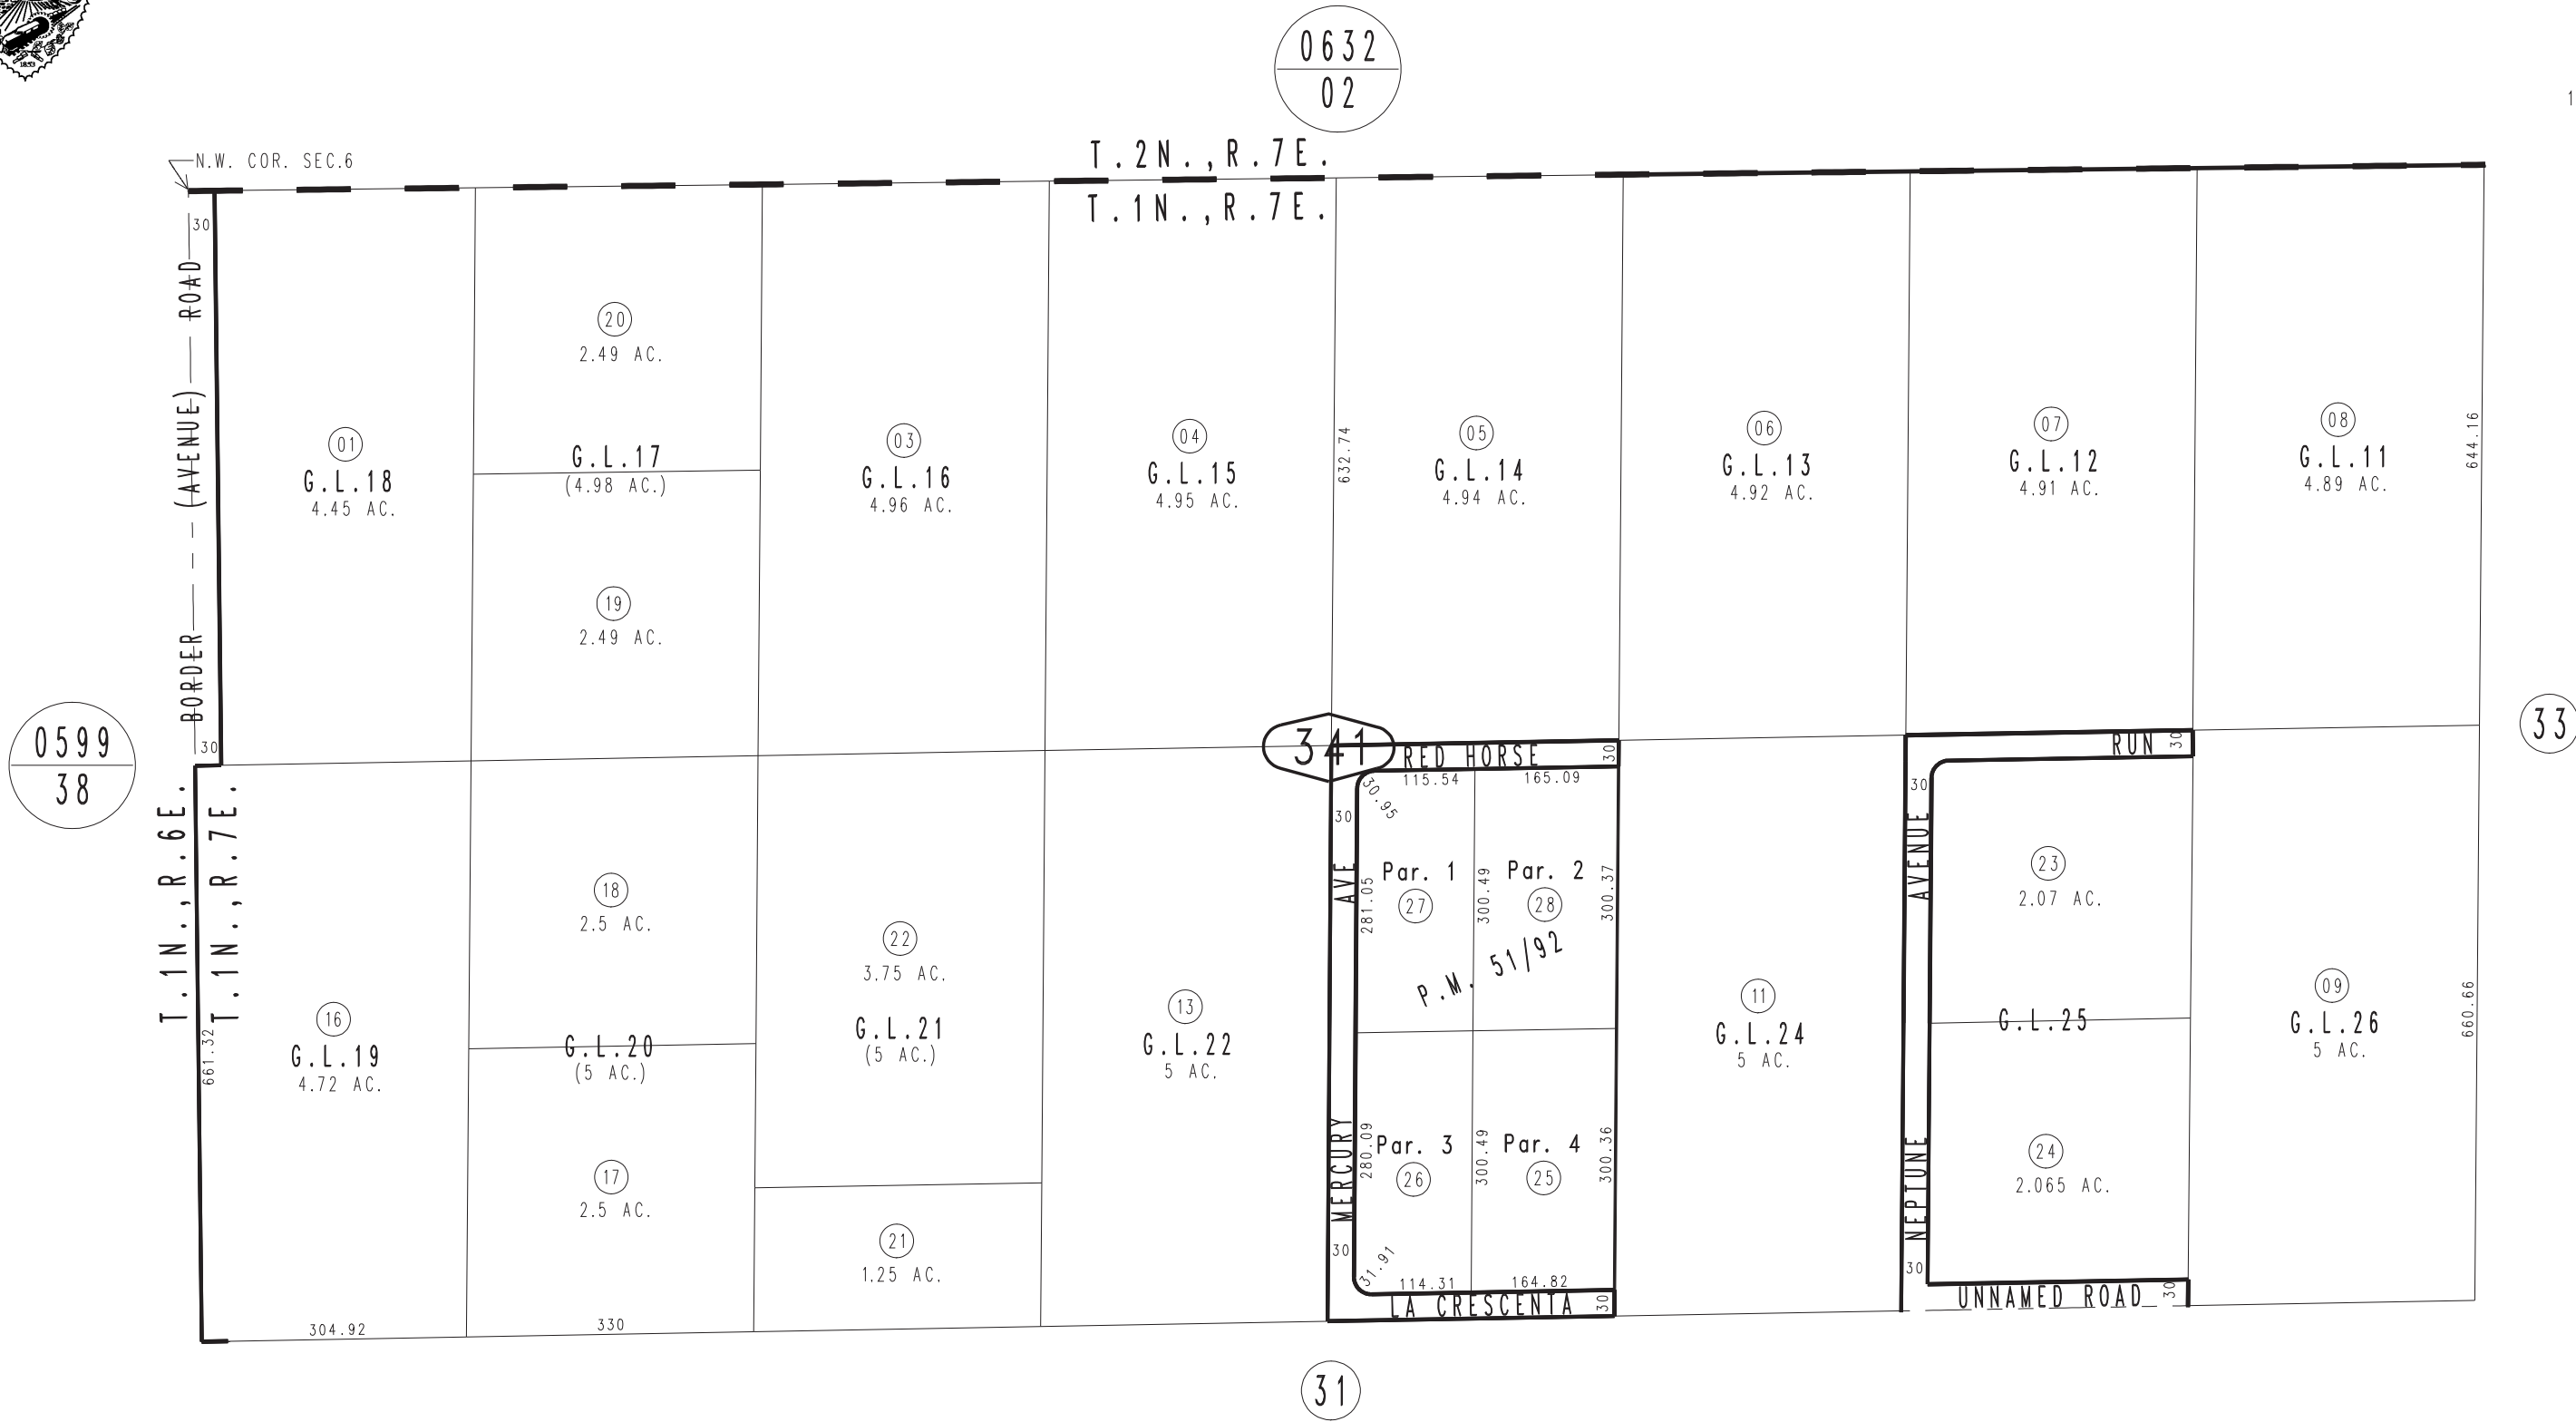 0632
02
1
1853
N.W. COR. SEC.6
T.2N.,R.7E.
T.1N.,R.7E.
30
BORDER (AVENUE) ROAD
30
20
2.49 AC.
G.L.17
(4.98 AC.)
19
2.49 AC.
01
G.L.18
4.45 AC.
03
G.L.16
4.96 AC.
04
G.L.15
4.95 AC.
632.74
05
G.L.14
4.94 AC.
06
G.L.13
4.92 AC.
07
G.L.12
4.91 AC.
08
G.L.11
4.89 AC.
644.16
0599
38
341
RED HORSE
30
RUN
30
33
T.1N.,R.6E.
T.1N.,R.7E.
661.32
16
G.L.19
4.72 AC.
304.92
18
2.5 AC.
G.L.20
(5 AC.)
17
2.5 AC.
330
22
3.75 AC.
G.L.21
(5 AC.)
21
1.25 AC.
13
G.L.22
5 AC.
30
MERCURY AVE
30
115.54
165.09
30.95
281.05
Par. 1
27
300.49
Par. 2
28
300.37
P.M. 51/92
280.09
Par. 3
26
300.49
Par. 4
25
300.36
31.91
114.31
164.82
LA CRESCENTA
30
11
G.L.24
5 AC.
30
NEPTUNE AVENUE
30
23
2.07 AC.
G.L.25
24
2.065 AC.
UNNAMED ROAD
30
09
G.L.26
5 AC.
660.66
31